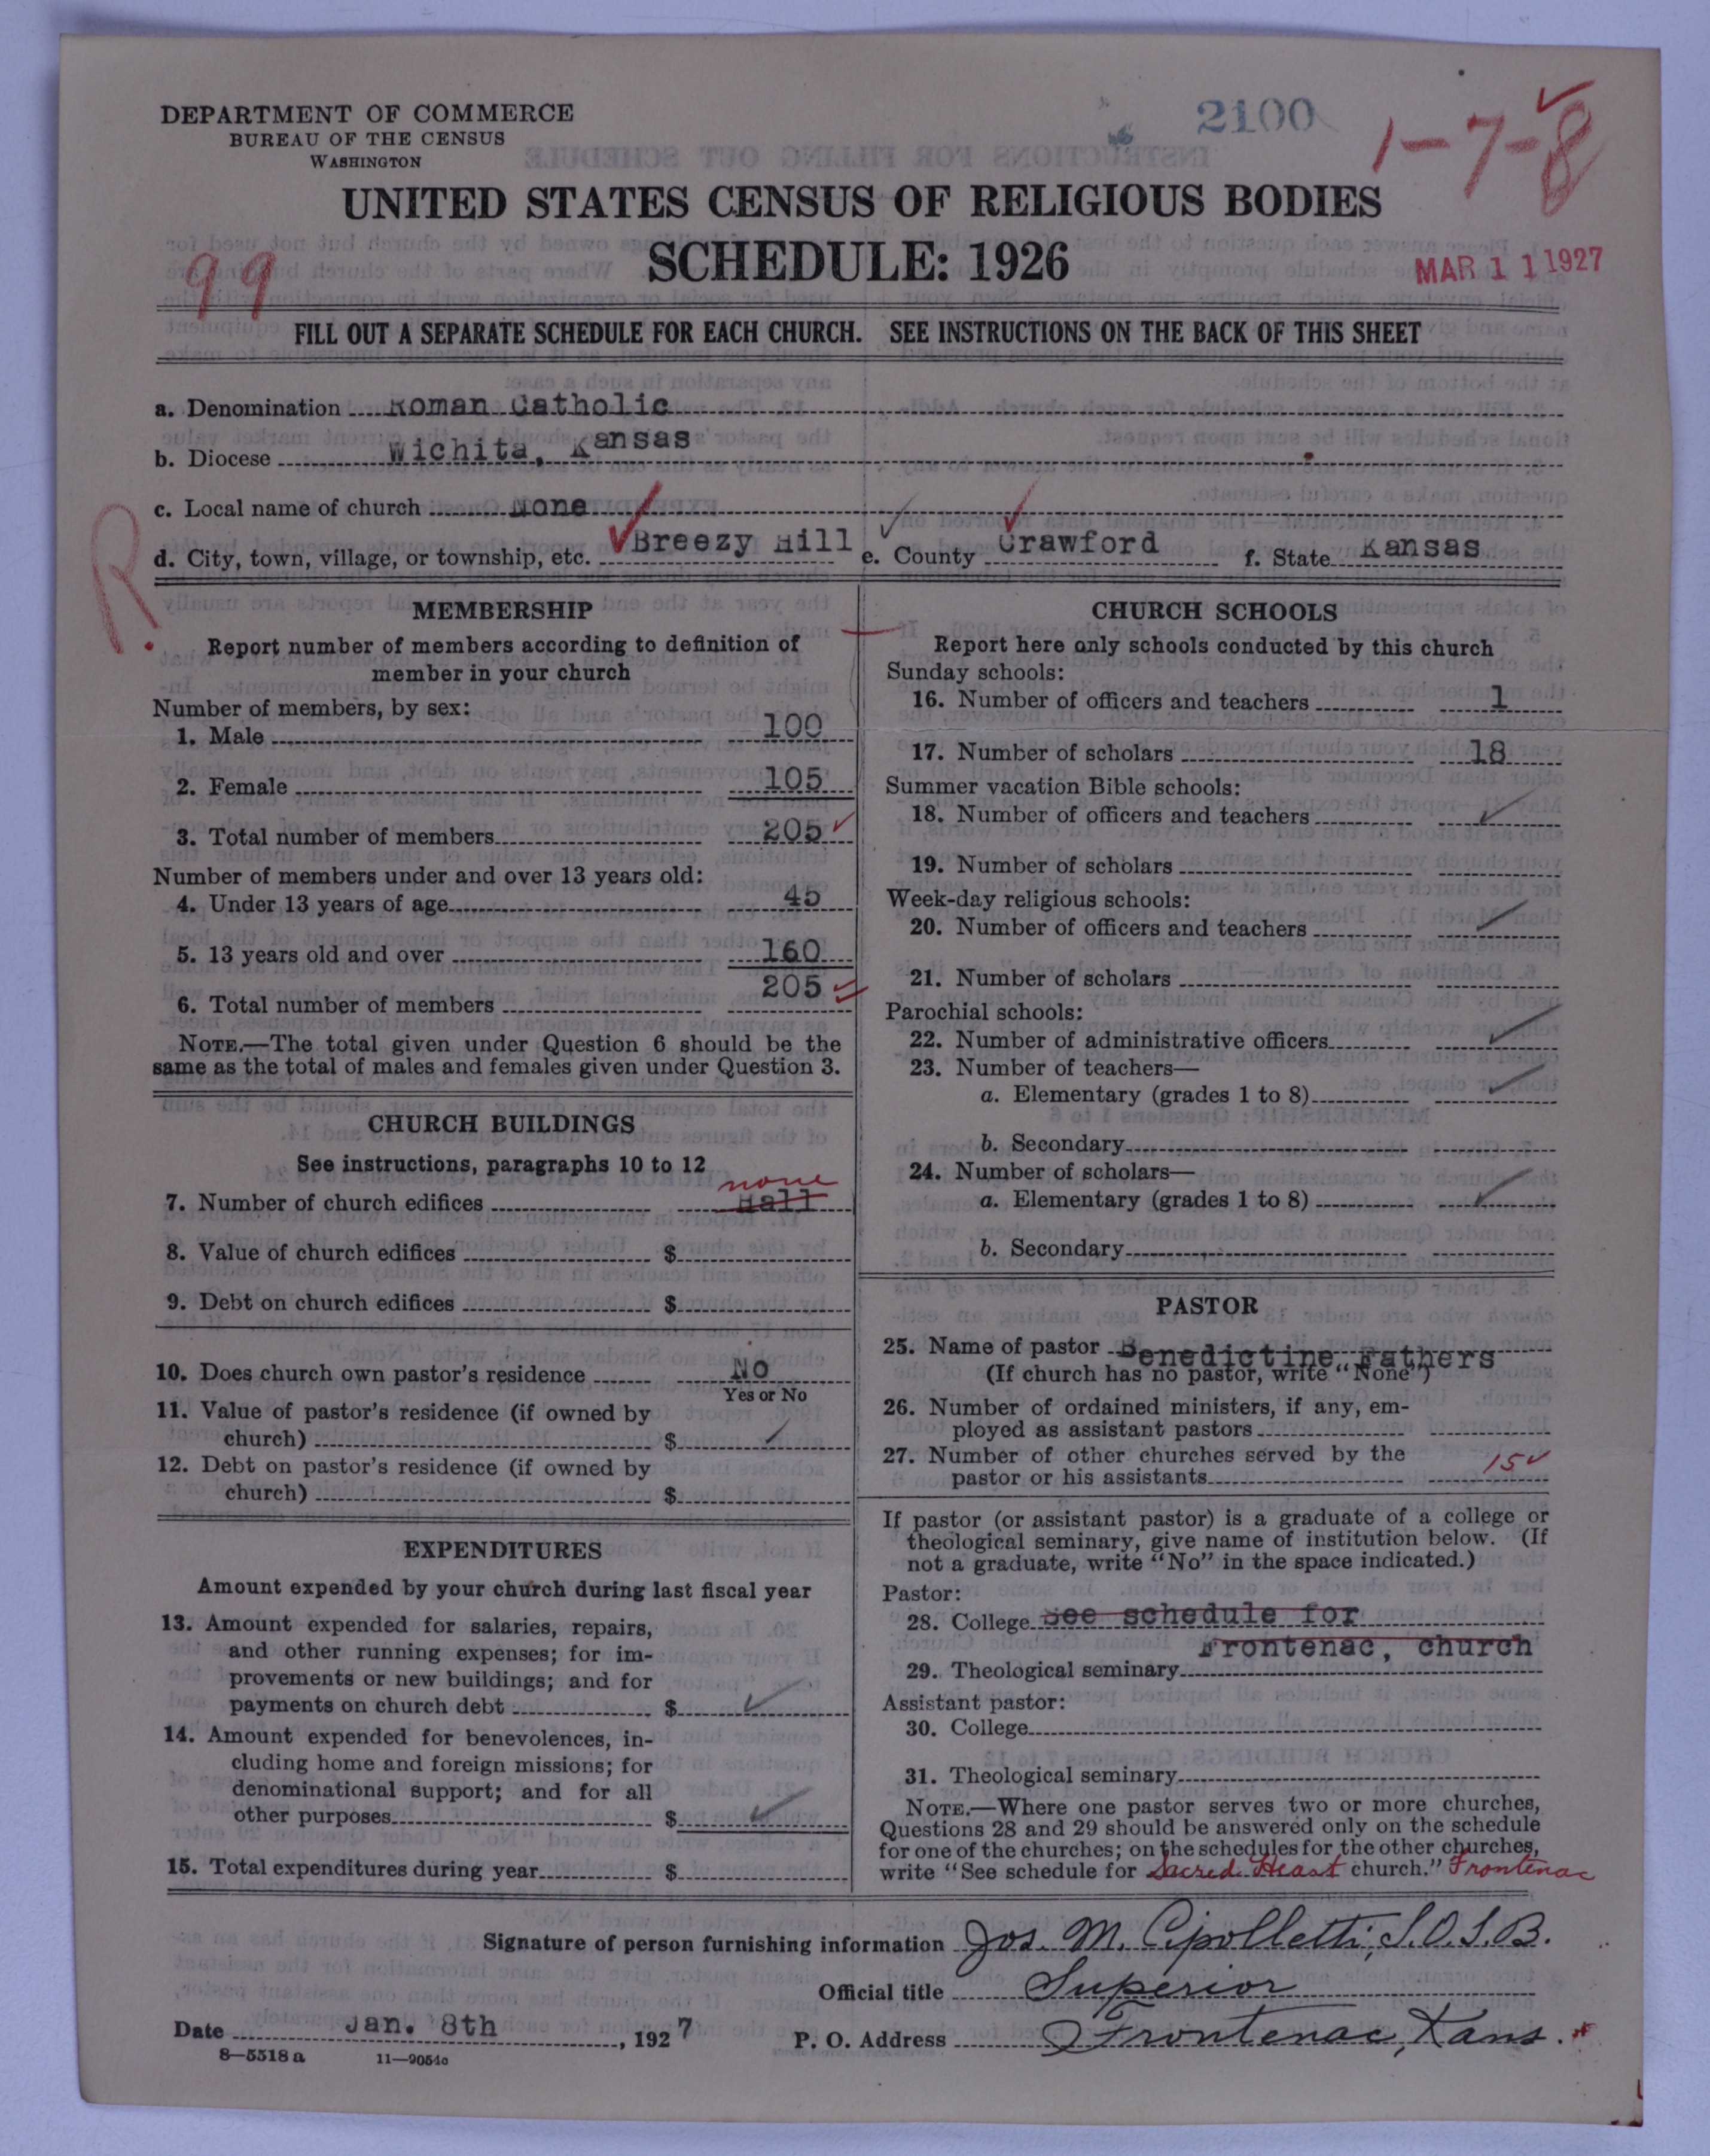 DEPARTMENT OF COMMERCE
BUREAU OF THE CENSUS
WASHINGTON
2100
1-7-8
UNITED STATES CENSUS OF RELIGIOUS BODIES
SCHEDULE: 1926
99
MAR 11 1927
FILL OUT A SEPARATE SCHEDULE FOR EACH CHURCH. SEE INSTRUCTIONS ON THE BACK OF THIS SHEET
a. Denomination Roman Catholic
b. Diocese Wichita, Kansas
c. Local name of church None
d. City, town, village, or township, etc. Breezy Hill e. County Crawford f. State Kansas
R.
MEMBERSHIP
Report number of members according to definition of
member in your church
Number of members, by sex:
1. Male 100
2. Female 105
3. Total number of members 205
Number of members under and over 13 years old:
4. Under 13 years of age 45
5. 13 years old and over 160
6. Total number of members 205
NOTE.—The total given under Question 6 should be the
same as the total of males and females given under Question 3.
CHURCH BUILDINGS
See instructions, paragraphs 10 to 12
none
7. Number of church edifices Hall
8. Value of church edifices $
9. Debt on church edifices $
10. Does church own pastor's residence No
Yes or No
11. Value of pastor's residence (if owned by
church) $
12. Debt on pastor's residence (if owned by
church) $
EXPENDITURES
Amount expended by your church during last fiscal year
13. Amount expended for salaries, repairs,
and other running expenses; for im-
provements or new buildings; and for
payments on church debt $
14. Amount expended for benevolences, in-
cluding home and foreign missions; for
denominational support; and for all
other purposes $
15. Total expenditures during year $
CHURCH SCHOOLS
Report here only schools conducted by this church
Sunday schools:
16. Number of officers and teachers 1
17. Number of scholars 18
Summer vacation Bible schools:
18. Number of officers and teachers
19. Number of scholars
Week-day religious schools:
20. Number of officers and teachers
21. Number of scholars
Parochial schools:
22. Number of administrative officers
23. Number of teachers—
a. Elementary (grades 1 to 8)
b. Secondary
24. Number of scholars—
a. Elementary (grades 1 to 8)
b. Secondary
PASTOR
25. Name of pastor Benedictine Fathers
(If church has no pastor, write "None")
26. Number of ordained ministers, if any, em-
ployed as assistant pastors
27. Number of other churches served by the
pastor or his assistants 15
If pastor (or assistant pastor) is a graduate of a college or
theological seminary, give name of institution below. (If
not a graduate, write "No" in the space indicated.)
Pastor:
28. College See schedule for
Frontenac, church
29. Theological seminary
Assistant pastor:
30. College
31. Theological seminary
NOTE.—Where one pastor serves two or more churches,
Questions 28 and 29 should be answered only on the schedule
for one of the churches; on the schedules for the other churches,
write "See schedule for Sacred Heart church." Frontenac
Signature of person furnishing information Jos. M. Cipolletti, S.O.S.B.
Official title Superior
Date Jan. 8th, 1927 P. O. Address Frontenac, Kans.
8—5518 a 11—9054c